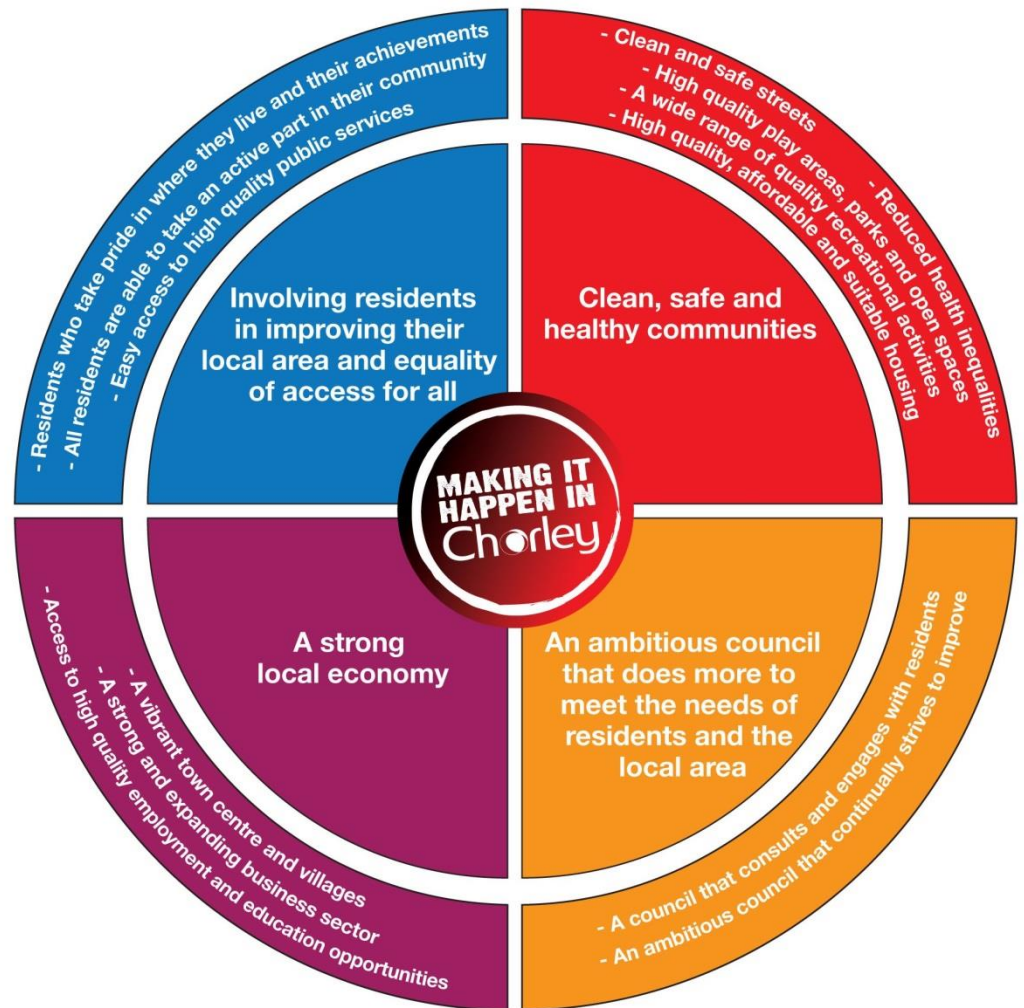 - Residents who take pride in where they live and their achievements
- All residents are able to take an active part in their community
- Easy access to high quality public services
Involving residents
in improving their
local area and equality
of access for all
- Clean and safe streets
- Reduced health inequalities
- High quality play areas, parks and open spaces
- A wide range of quality recreational activities
- High quality, affordable and suitable housing
Clean, safe and
healthy communities
MAKING IT
HAPPEN IN
Chorley
A strong
local economy
- A vibrant town centre and villages
- A strong and expanding business sector
- Access to high quality employment and education opportunities
An ambitious council
that does more to
meet the needs of
residents and the
local area
- A council that consults and engages with residents
- An ambitious council that continually strives to improve